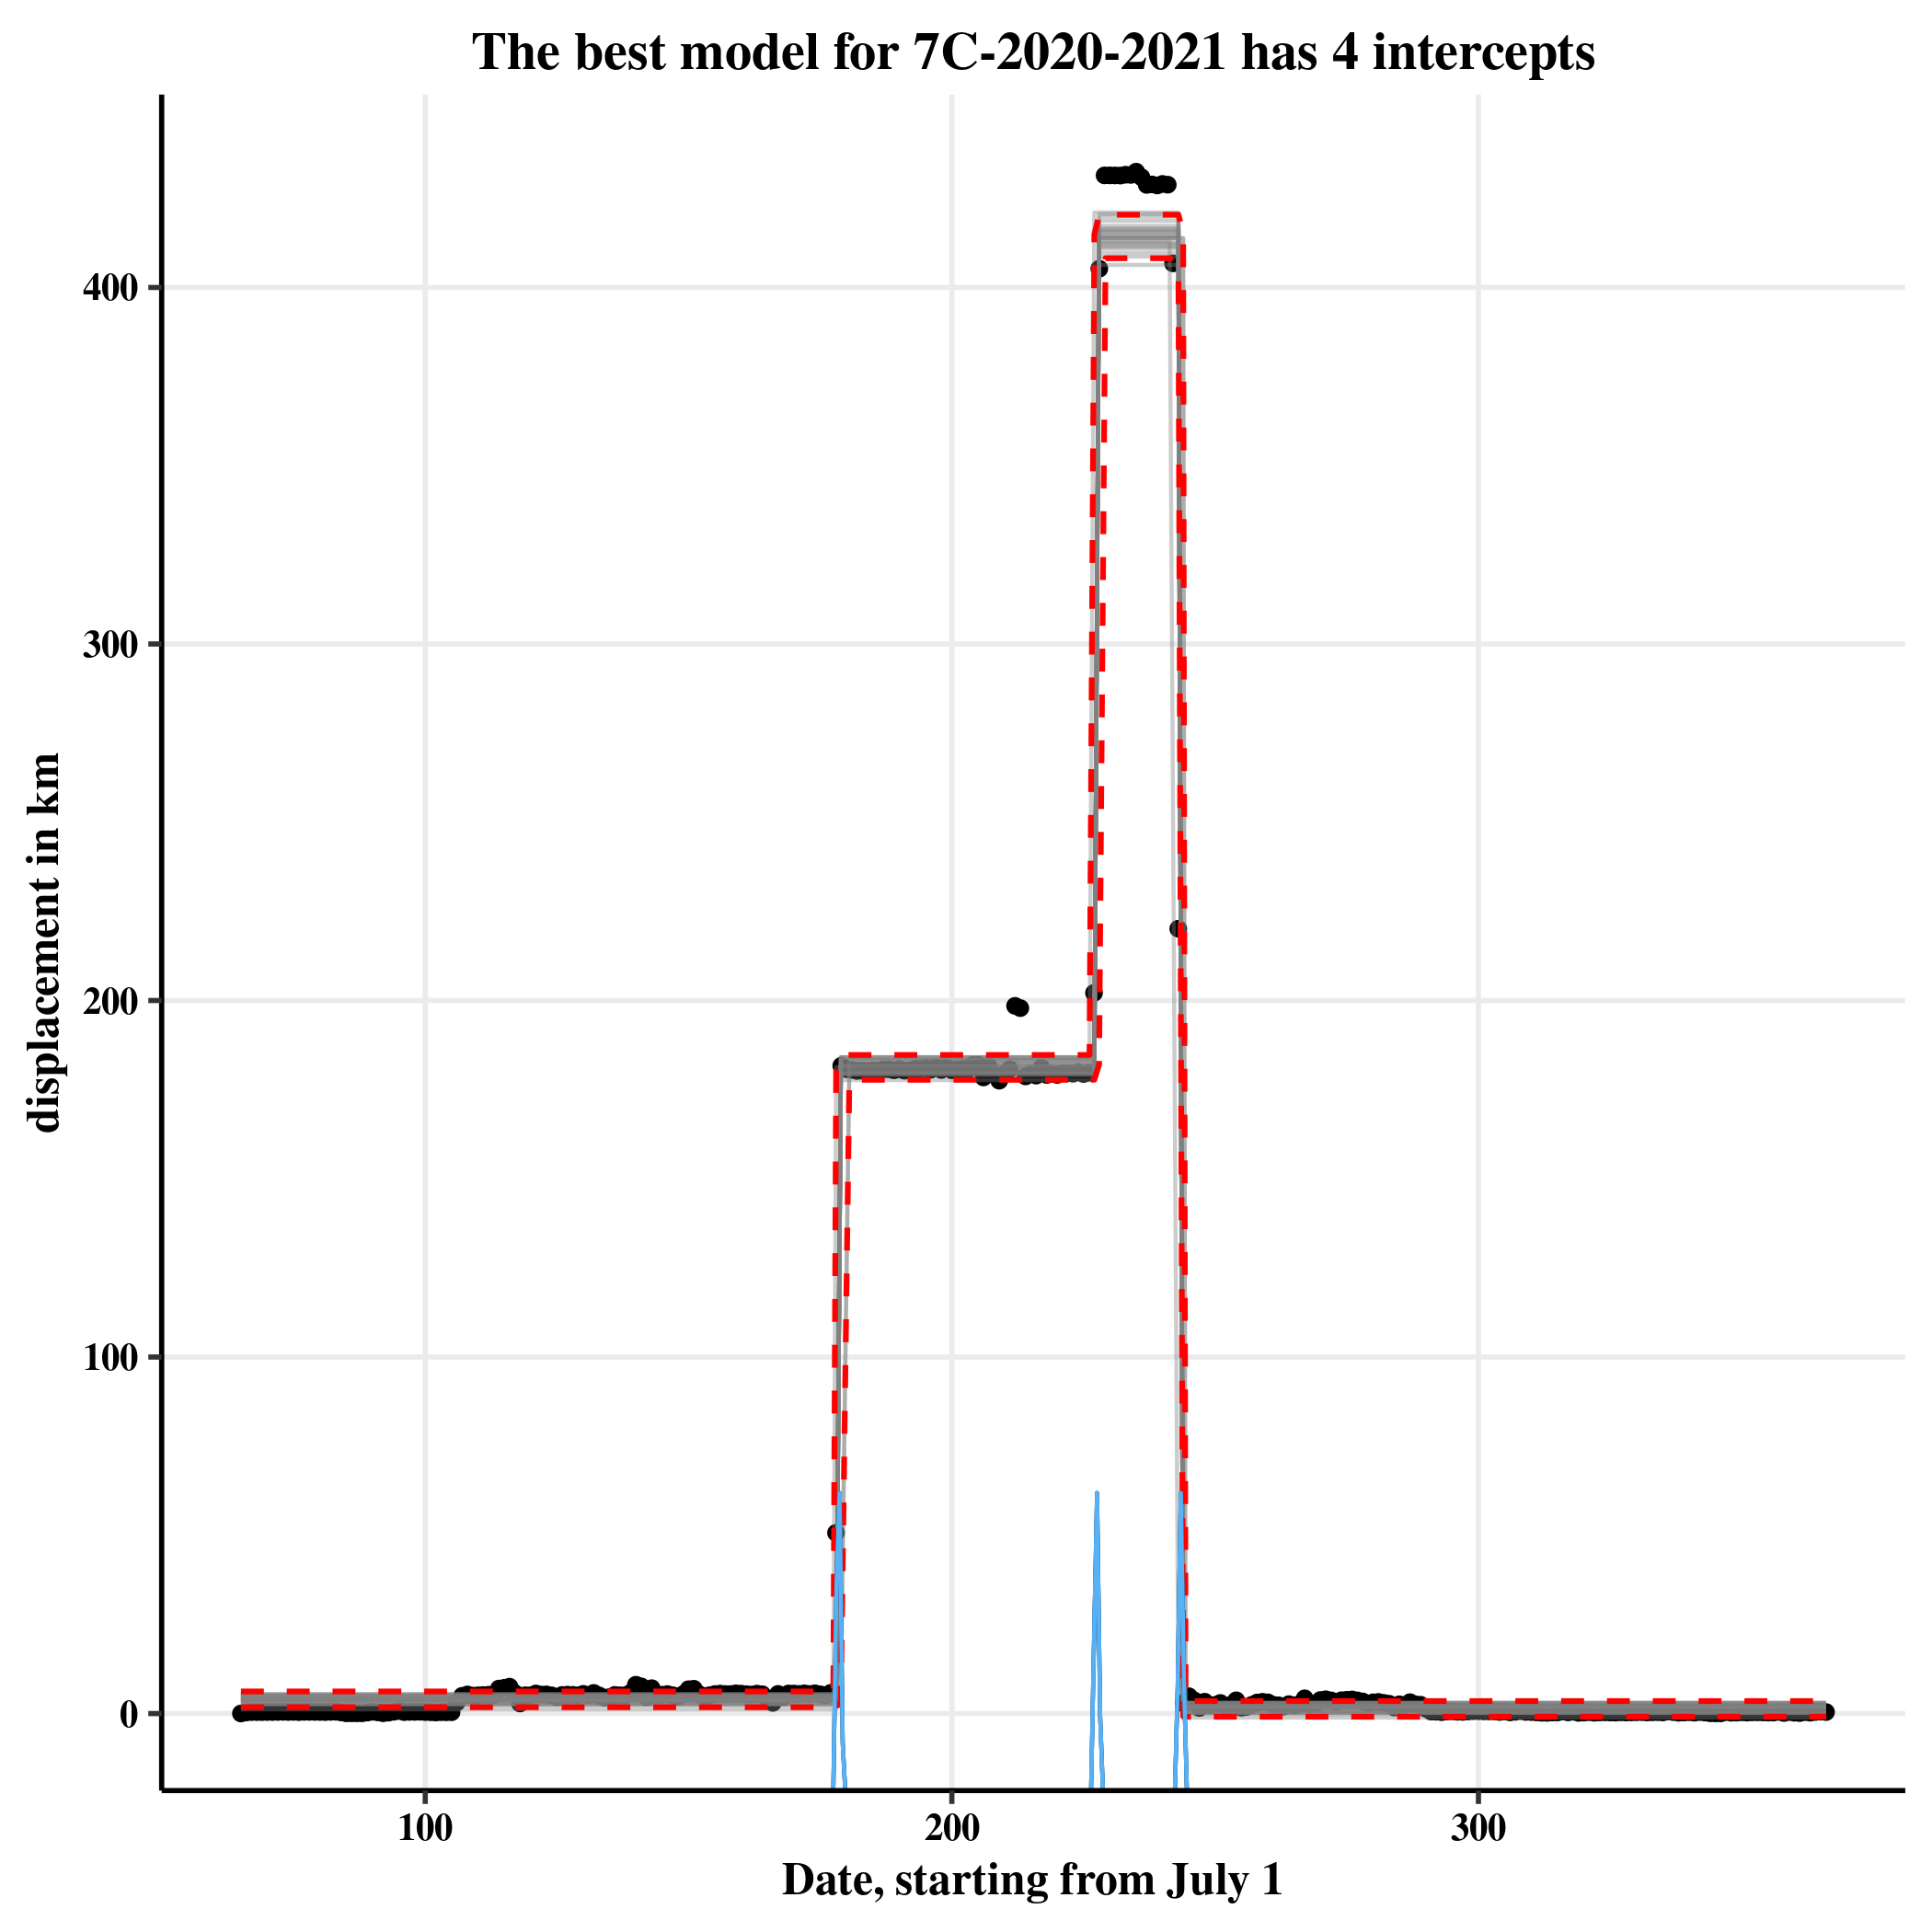 The best model for 7C-2020-2021 has 4 intercepts
displacement in km
400
300
200
100
0
100 200 300
Date, starting from July 1